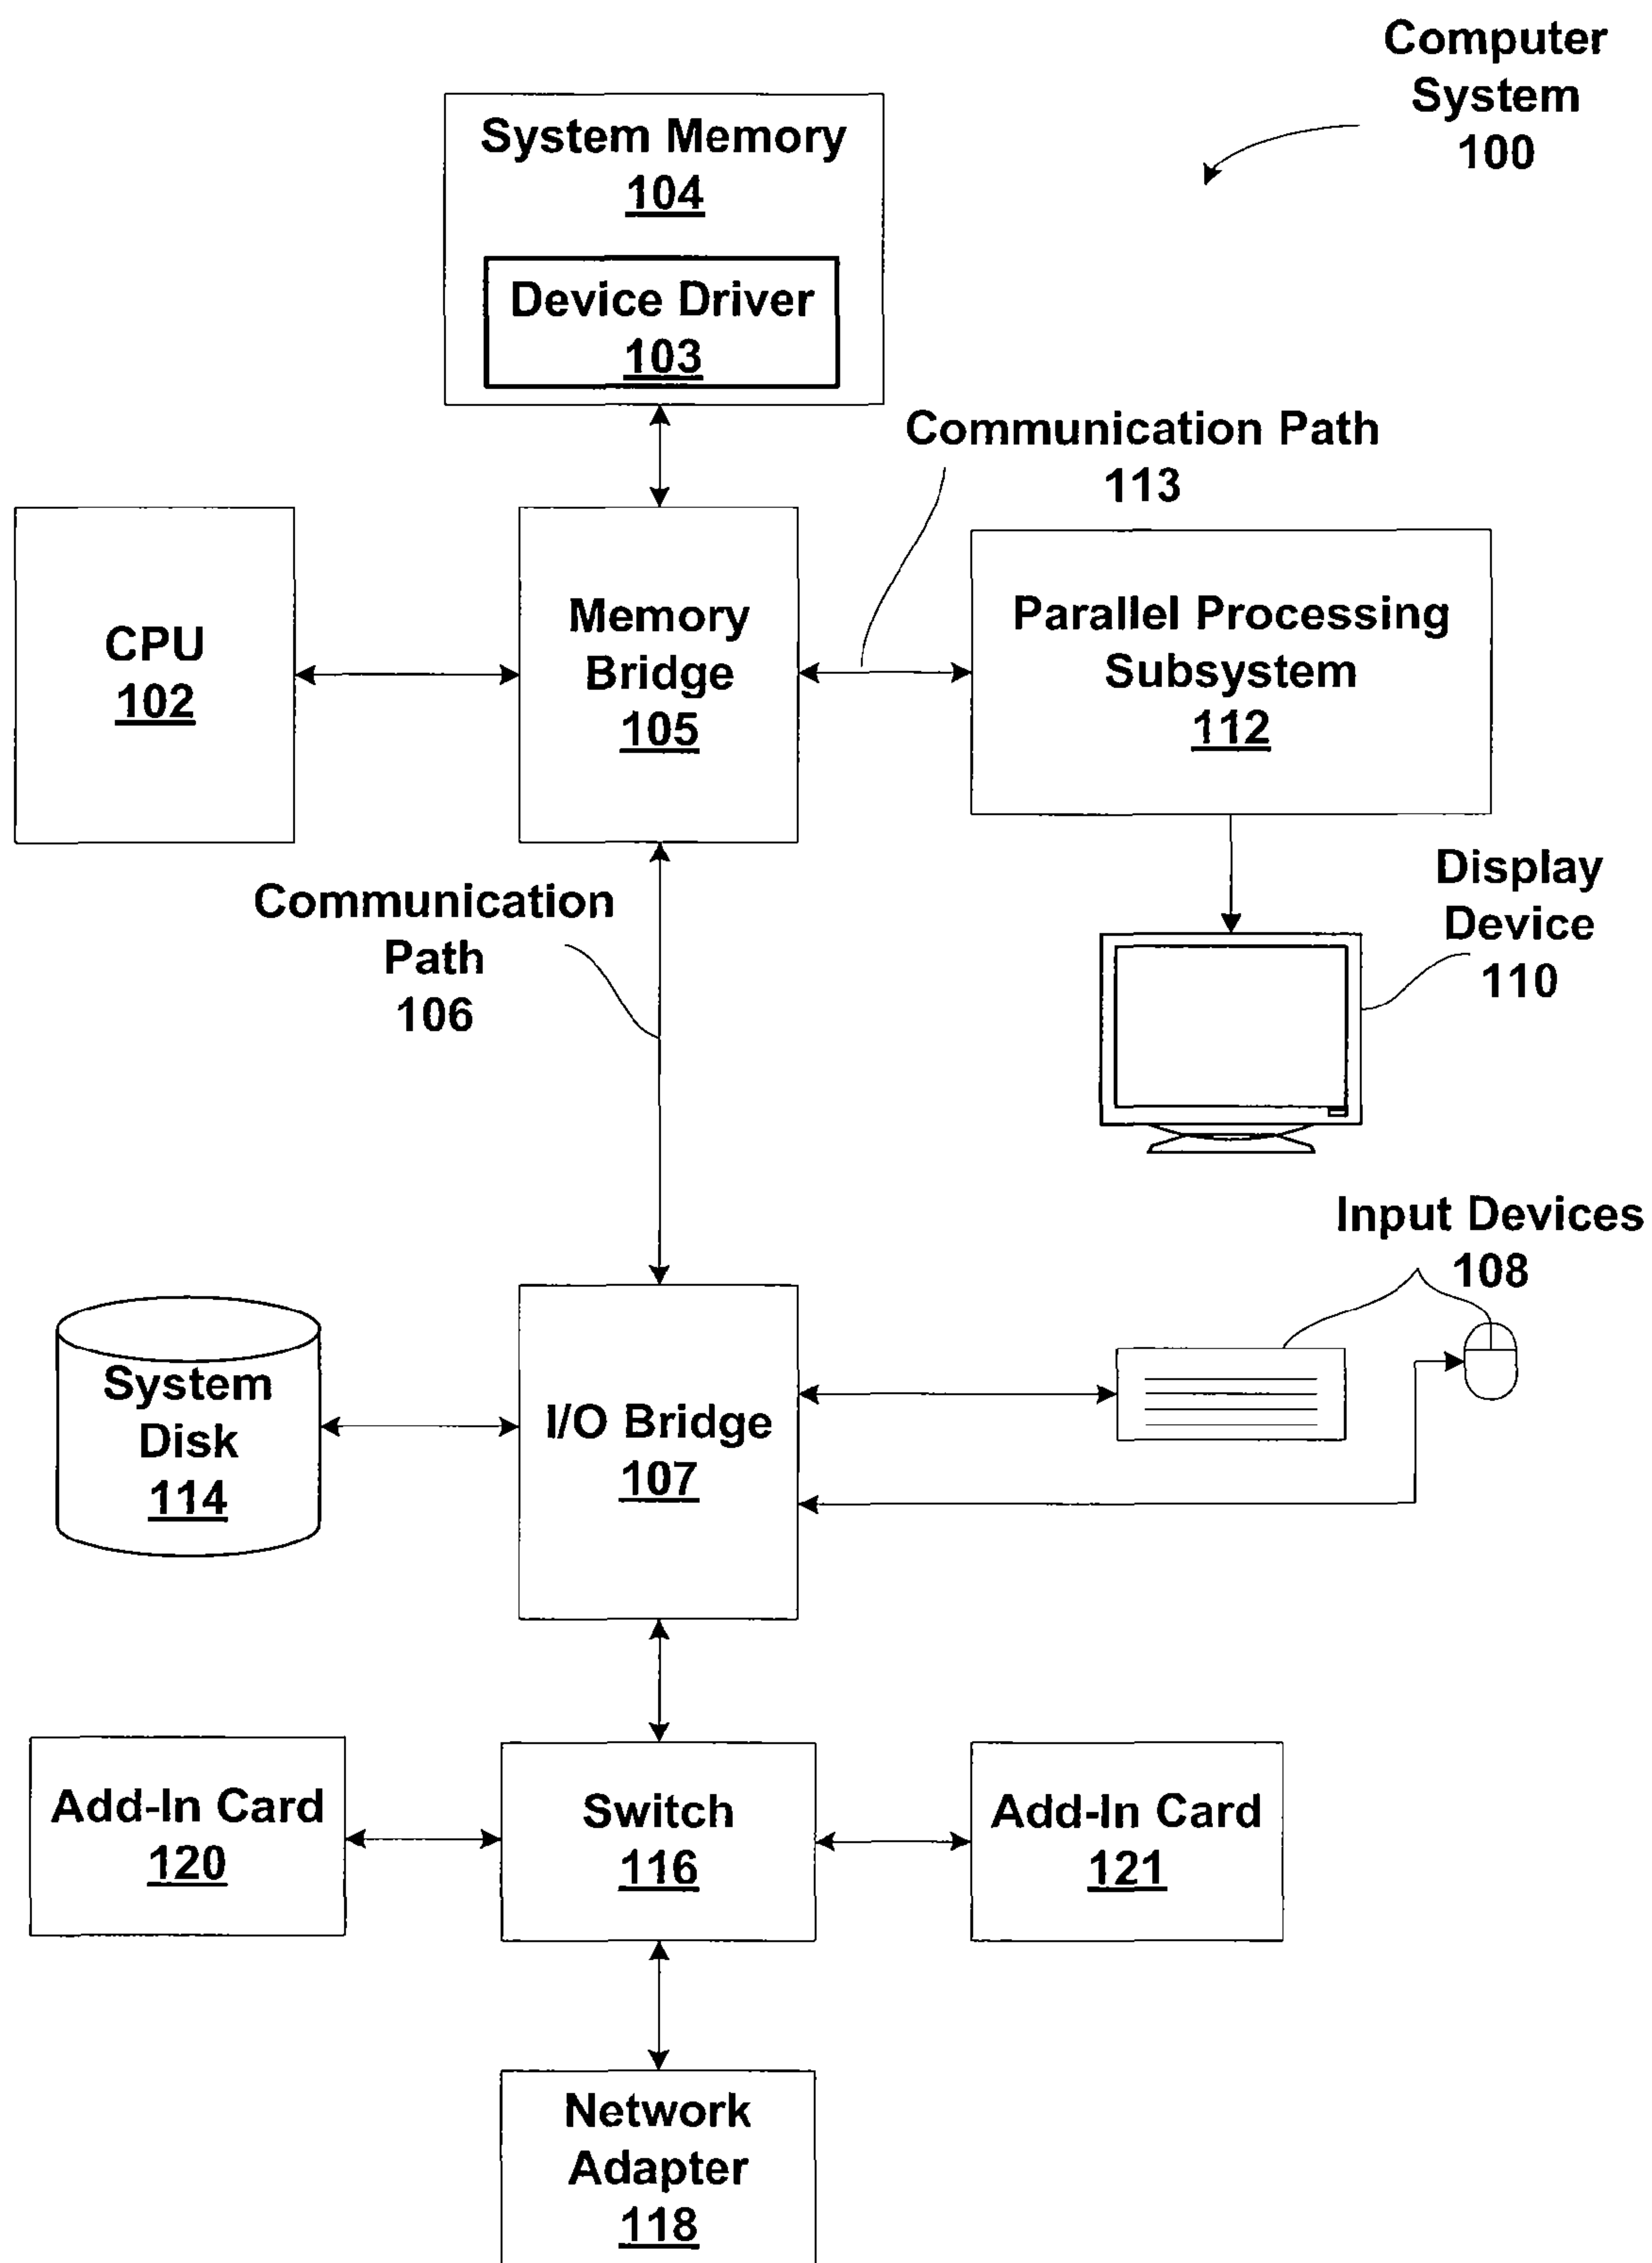 Computer
System
100
System Memory
104
Device Driver
103
Communication Path
113
CPU
102
Memory
Bridge
105
Parallel Processing
Subsystem
112
Communication
Path
106
Display
Device
110
Input Devices
108
System
Disk
114
I/O Bridge
107
Add-In Card
120
Switch
116
Add-In Card
121
Network
Adapter
118